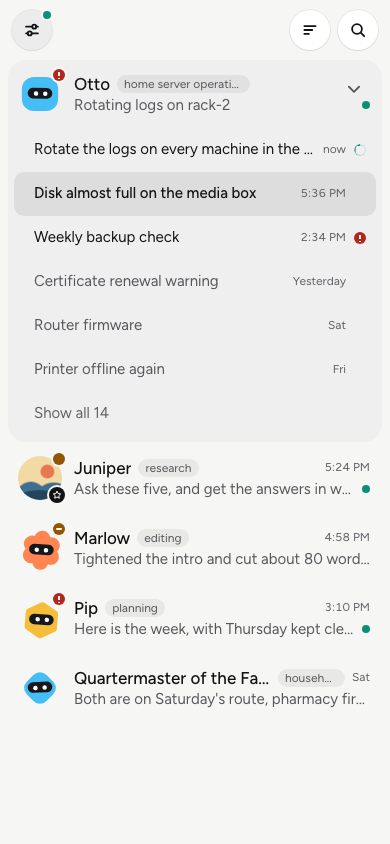 Otto home server operati...
Rotating logs on rack-2
Rotate the logs on every machine in the ... now
Disk almost full on the media box 5:36 PM
Weekly backup check 2:34 PM
Certificate renewal warning Yesterday
Router firmware Sat
Printer offline again Fri
Show all 14
Juniper research 5:24 PM
Ask these five, and get the answers in w...
Marlow editing 4:58 PM
Tightened the intro and cut about 80 word...
Pip planning 3:10 PM
Here is the week, with Thursday kept cle...
Quartermaster of the Fa... househ... Sat
Both are on Saturday's route, pharmacy fir...